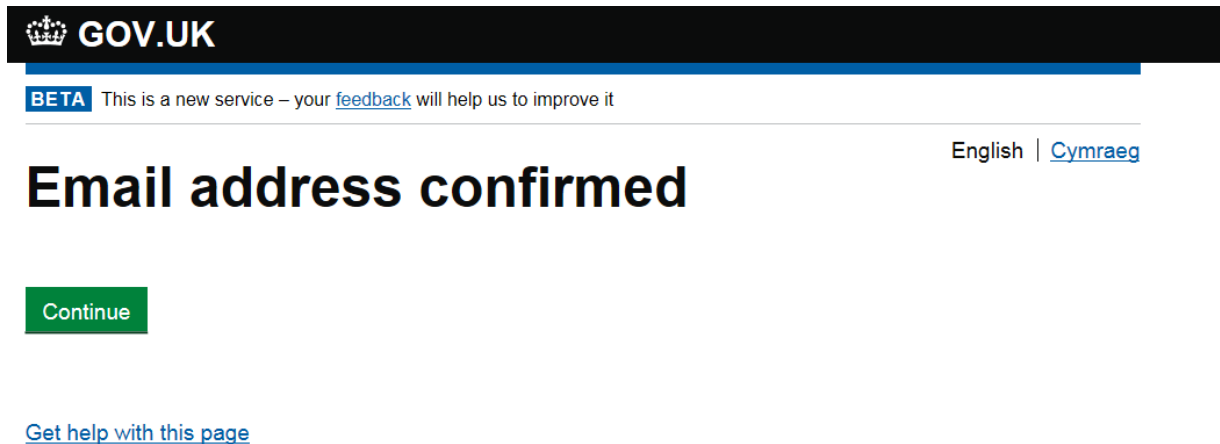 GOV.UK
BETA This is a new service – your feedback will help us to improve it
English | Cymraeg
Email address confirmed
Continue
Get help with this page